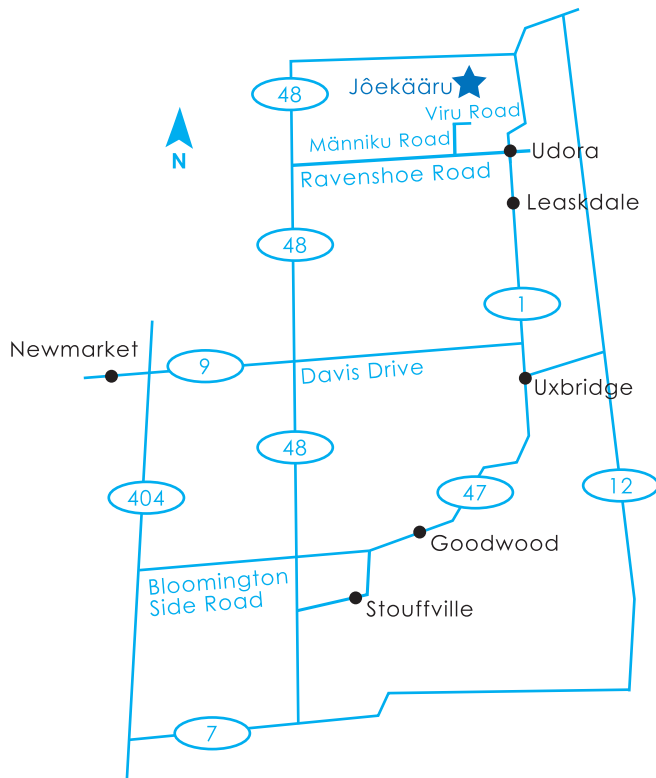 48
Jôekääru
Viru Road
Männiku Road
N
Udora
Ravenshoe Road
Leaskdale
48
1
Newmarket
9
Davis Drive
Uxbridge
48
404
47
12
Goodwood
Bloomington
Side Road
Stouffville
7